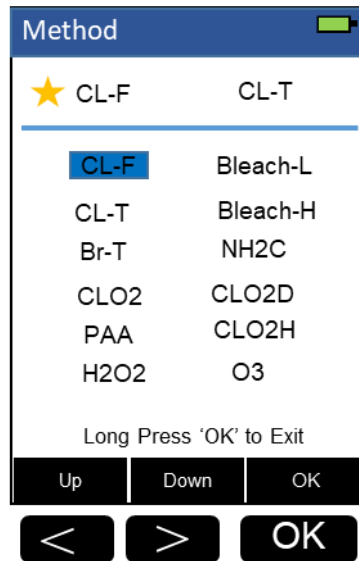 Method
CL-F CL-T
CL-F Bleach-L
CL-T Bleach-H
Br-T NH2C
CLO2 CLO2D
PAA CLO2H
H2O2 O3
Long Press ‘OK’ to Exit
Up Down OK
< > OK